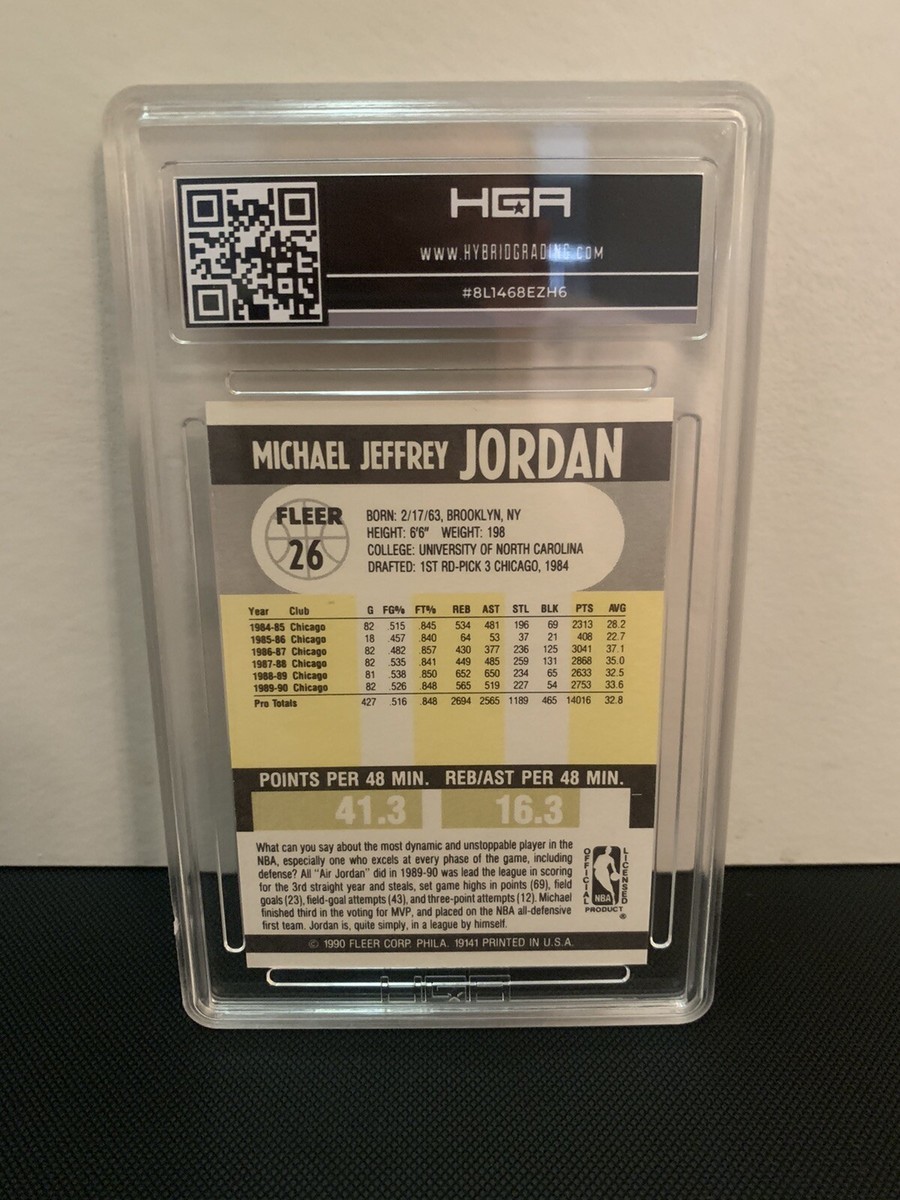 HGA
WWW.HYBRIDGRADING.COM
#8L1468EZH6
MICHAEL JEFFREY JORDAN
FLEER
26
BORN: 2/17/63, BROOKLYN, NY
HEIGHT: 6'6" WEIGHT: 198
COLLEGE: UNIVERSITY OF NORTH CAROLINA
DRAFTED: 1ST RD-PICK 3 CHICAGO, 1984
Year Club G FG% FT% REB AST STL BLK PTS AVG
1984-85 Chicago 82 .515 .845 534 481 196 69 2313 28.2
1985-86 Chicago 18 .457 .840 64 53 37 21 408 22.7
1986-87 Chicago 82 .482 .857 430 377 236 125 3041 37.1
1987-88 Chicago 82 .535 .841 449 485 259 131 2868 35.0
1988-89 Chicago 81 .538 .850 652 650 234 65 2633 32.5
1989-90 Chicago 82 .526 .848 565 519 227 54 2753 33.6
Pro Totals 427 .516 .848 2694 2565 1189 465 14016 32.8
POINTS PER 48 MIN. REB/AST PER 48 MIN.
41.3 16.3
What can you say about the most dynamic and unstoppable player in the
NBA, especially one who excels at every phase of the game, including
defense? All "Air Jordan" did in 1989-90 was lead the league in scoring
for the 3rd straight year and steals, set game highs in points (69), field
goals (23), field-goal attempts (43), and three-point attempts (12). Michael
finished third in the voting for MVP, and placed on the NBA all-defensive
first team. Jordan is, quite simply, in a league by himself.
OFFICIAL
NBA
LICENSED
PRODUCT ®
© 1990 FLEER CORP. PHILA. 19141 PRINTED IN U.S.A.
HGA